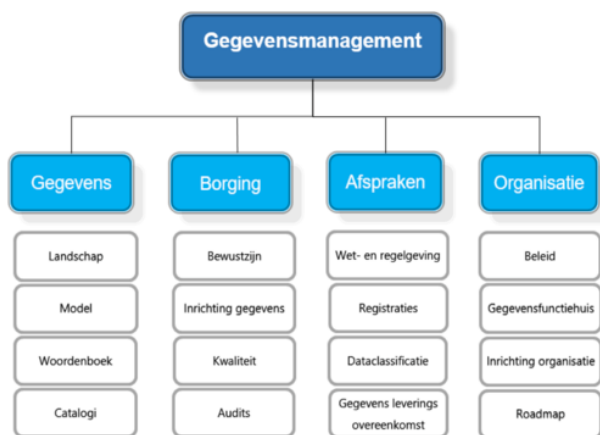 Gegevensmanagement
Gegevens
Borging
Afspraken
Organisatie
Landschap
Bewustzijn
Wet- en regelgeving
Beleid
Model
Inrichting gegevens
Registraties
Gegevensfunctiehuis
Woordenboek
Kwaliteit
Dataclassificatie
Inrichting organisatie
Catalogi
Audits
Gegevens leverings
overeenkomst
Roadmap